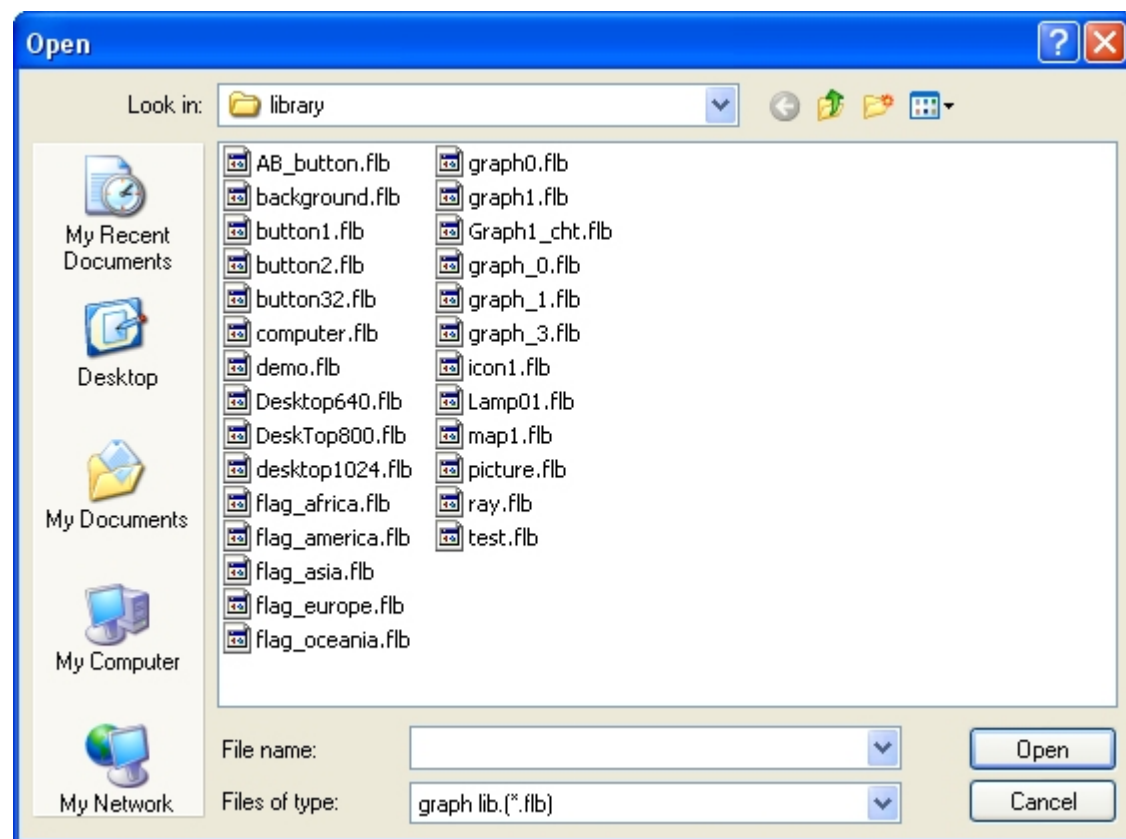 Open
Look in: library
My Recent
Documents
Desktop
My Documents
My Computer
My Network
AB_button.flb
background.flb
button1.flb
button2.flb
button32.flb
computer.flb
demo.flb
Desktop640.flb
DeskTop800.flb
desktop1024.flb
flag_africa.flb
flag_america.flb
flag_asia.flb
flag_europe.flb
flag_oceania.flb
graph0.flb
graph1.flb
Graph1_cht.flb
graph_0.flb
graph_1.flb
graph_3.flb
icon1.flb
Lamp01.flb
map1.flb
picture.flb
ray.flb
test.flb
File name:
Open
Files of type: graph lib.(*.flb)
Cancel